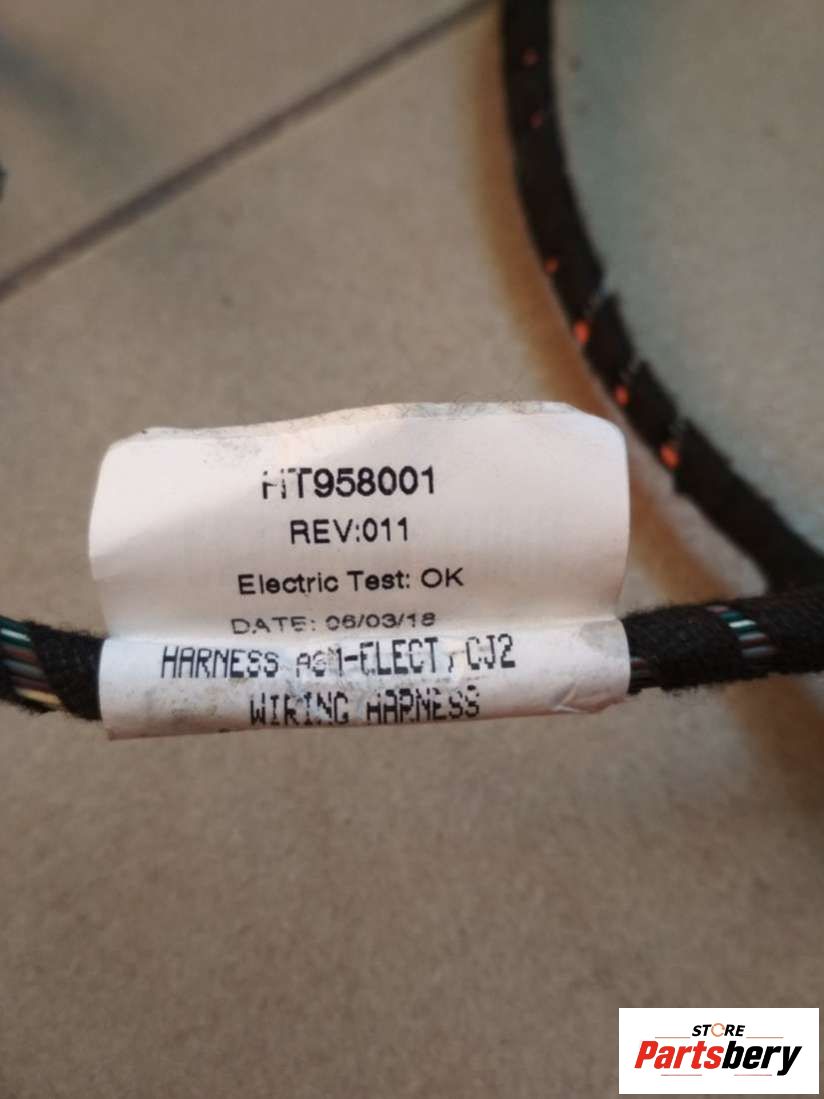 HT958001
REV:011
Electric Test: OK
DATE: 06/03/18
HARNESS ASM-ELECT, CJ2
WIRING HARNESS
STORE
Partsbery